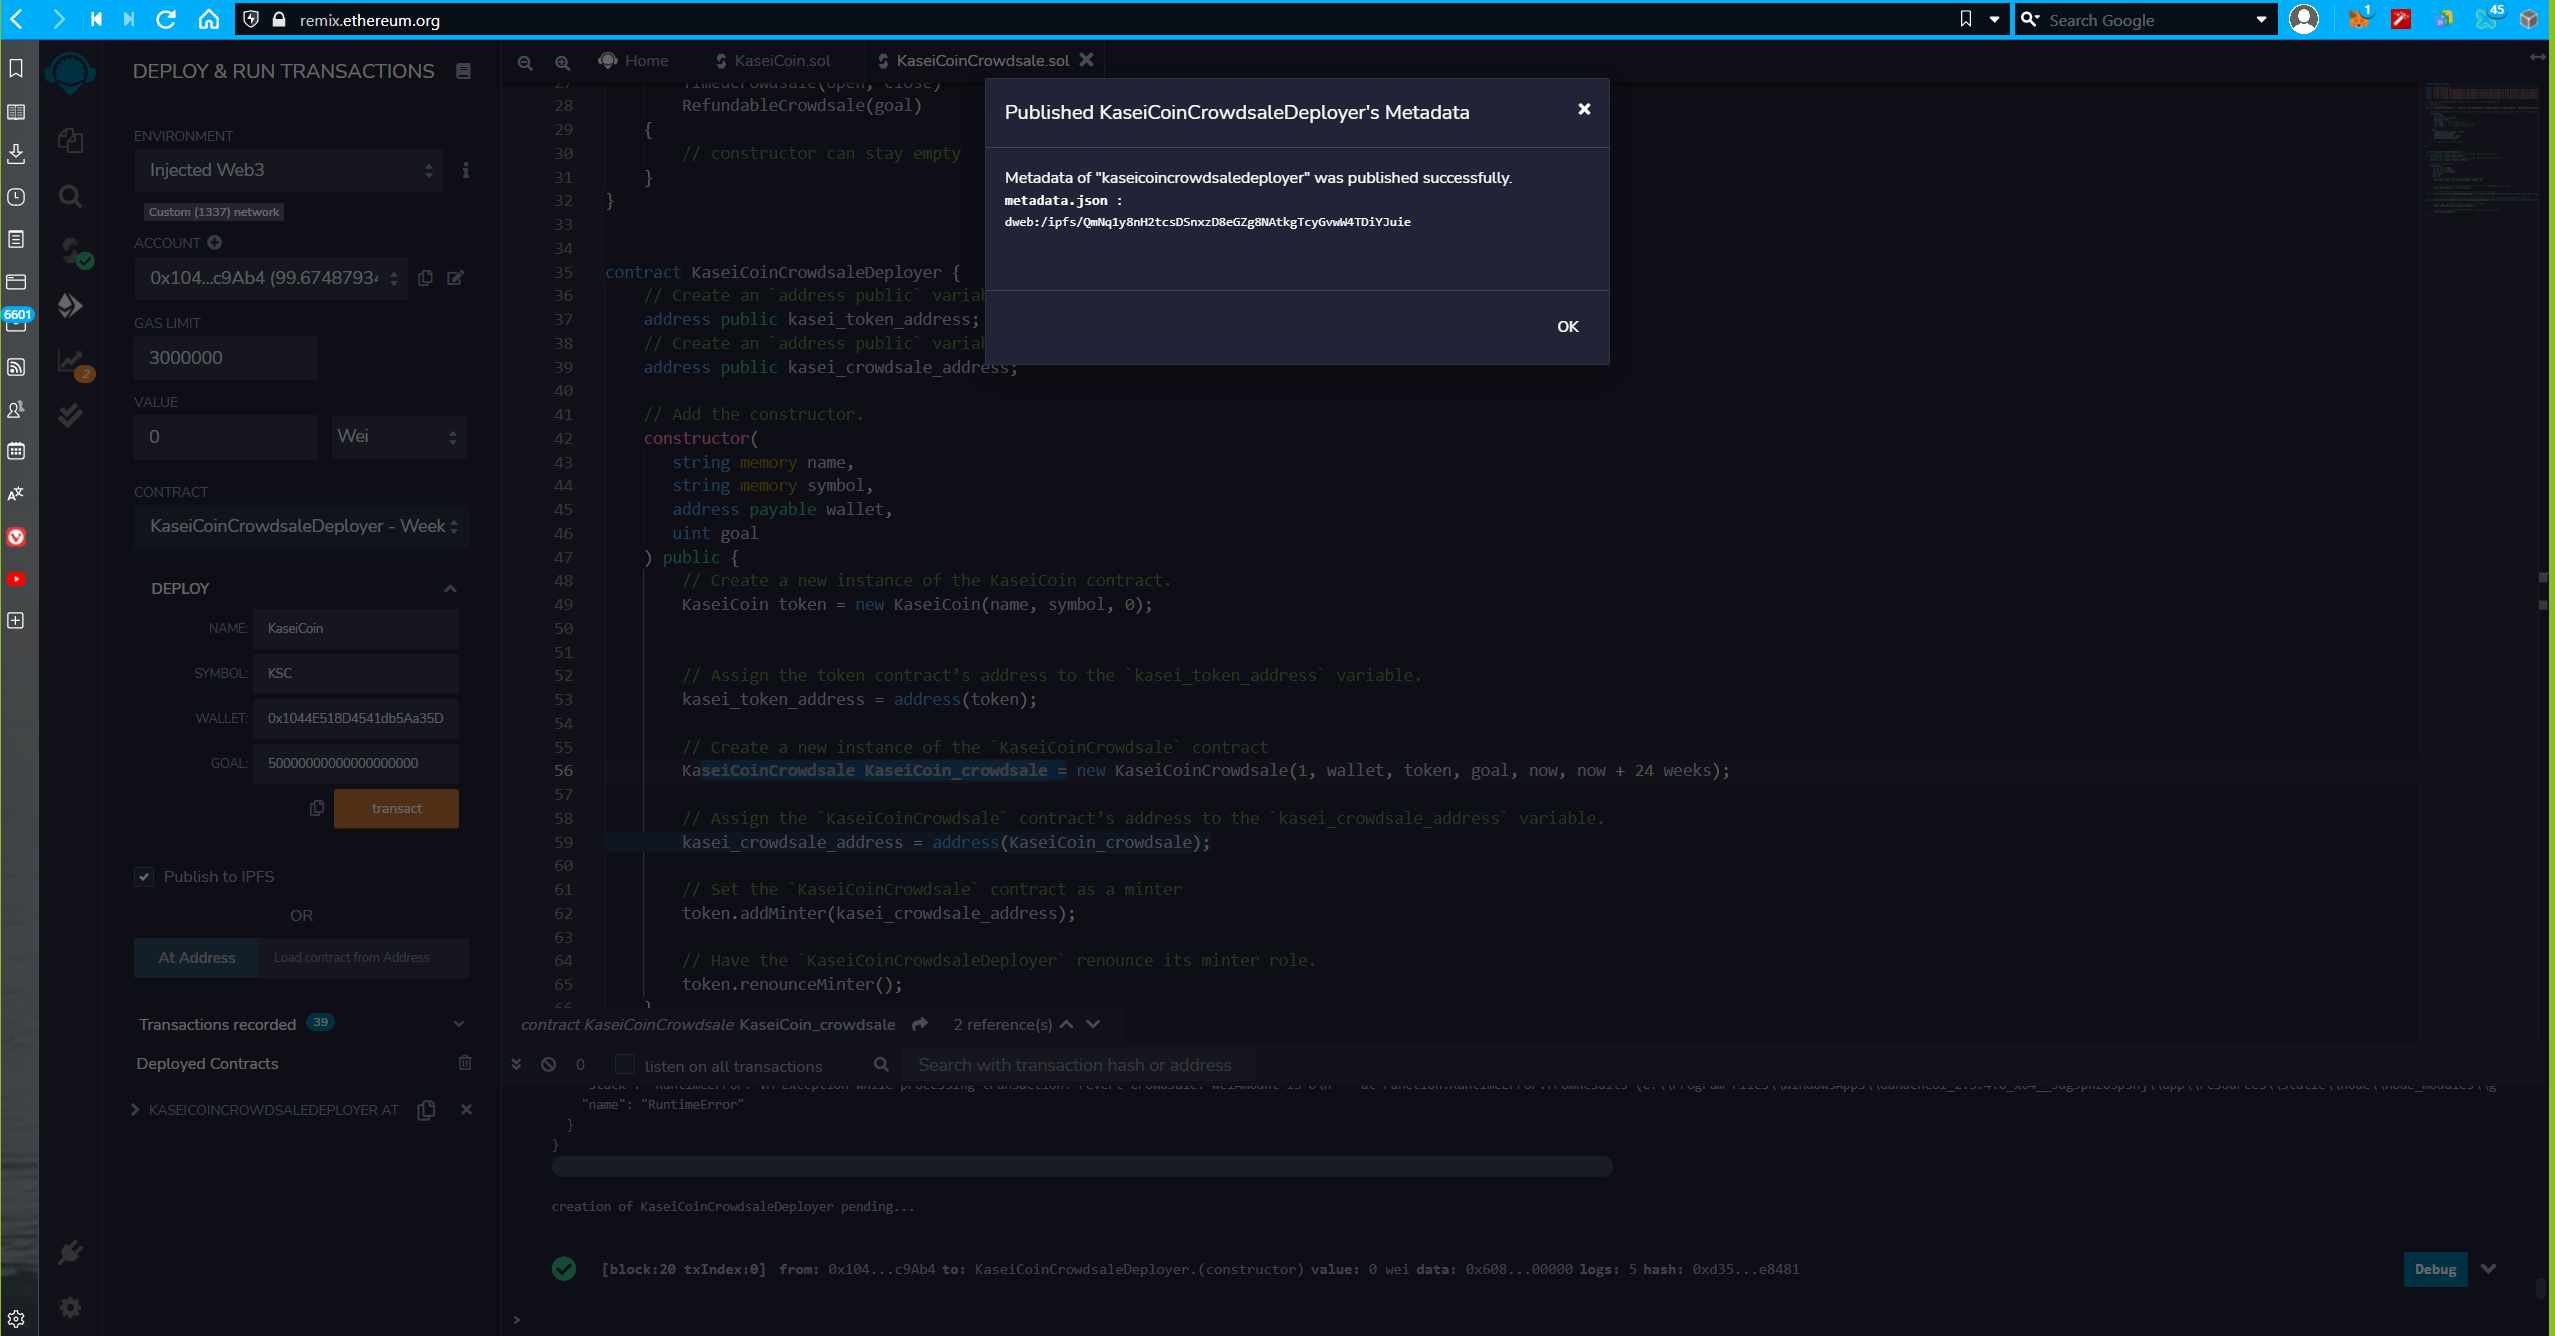 remix.ethereum.org
Search Google
1
45
6601
DEPLOY & RUN TRANSACTIONS
ENVIRONMENT
Injected Web3
Custom (1337) network
ACCOUNT
0x104...c9Ab4 (99.6748793
GAS LIMIT
3000000
2
VALUE
0
Wei
CONTRACT
KaseiCoinCrowdsaleDeployer - Week
DEPLOY
NAME: KaseiCoin
SYMBOL: KSC
WALLET: 0x1044E518D4541db5Aa35D
transact
Publish to IPFS
OR
At Address
Load contract from Address
Transactions recorded 39
Deployed Contracts
KASEICOINCROWDSALEDEPLOYER AT
Home
KaseiCoin.sol
KaseiCoinCrowdsale.sol
27 TimedCrowdsale(open, close)
28 RefundableCrowdsale(goal)
29 {
30 // constructor can stay empty
31 }
32 }
33
34
35 contract KaseiCoinCrowdsaleDeployer {
36 // Create an `address public`
37 address public kasei_token_address;
38 // Create an `address public`
39 address public kasei_crowdsale_address;
40
41 // Add the constructor.
42 constructor(
43 string memory name,
44 string memory symbol,
45 address payable wallet,
46 uint goal
47 ) public {
48 // Create a new instance of the KaseiCoin contract.
49 KaseiCoin token = new KaseiCoin(name, symbol, 0);
50
51
52 // Assign the token contract’s address to the `kasei_token_address` variable.
53 kasei_token_address = address(token);
54
55 // Create a new instance of the `KaseiCoinCrowdsale` contract
56 KaseiCoinCrowdsale KaseiCoin_crowdsale = new KaseiCoinCrowdsale(1, wallet, token, goal, now, now + 24 weeks);
57
58 // Assign the `KaseiCoinCrowdsale` contract’s address to the `kasei_crowdsale_address` variable.
59 kasei_crowdsale_address = address(KaseiCoin_crowdsale);
60
61 // Set the `KaseiCoinCrowdsale` contract as a minter
62 token.addMinter(kasei_crowdsale_address);
63
64 // Have the `KaseiCoinCrowdsaleDeployer` renounce its minter role.
65 token.renounceMinter();
66 }
Published KaseiCoinCrowdsaleDeployer's Metadata
Metadata of "kaseicoincrowdsaledeployer" was published successfully.
metadata.json :
dweb:/ipfs/QmNq1y8nH2tcsDSnxzD8eGZg8NAtkgTcyGvwW4TDiYJuie
OK
contract KaseiCoinCrowdsale KaseiCoin_crowdsale 2 reference(s)
0
listen on all transactions
Search with transaction hash or address
"name": "RuntimeError"
}
}
creation of KaseiCoinCrowdsaleDeployer pending...
[block:20 txIndex:0] from: 0x104...c9Ab4 to: KaseiCoinCrowdsaleDeployer.(constructor) value: 0 wei data: 0x608...00000 logs: 5 hash: 0xd35...e8481
Debug
>